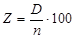 Z = D/n · 100